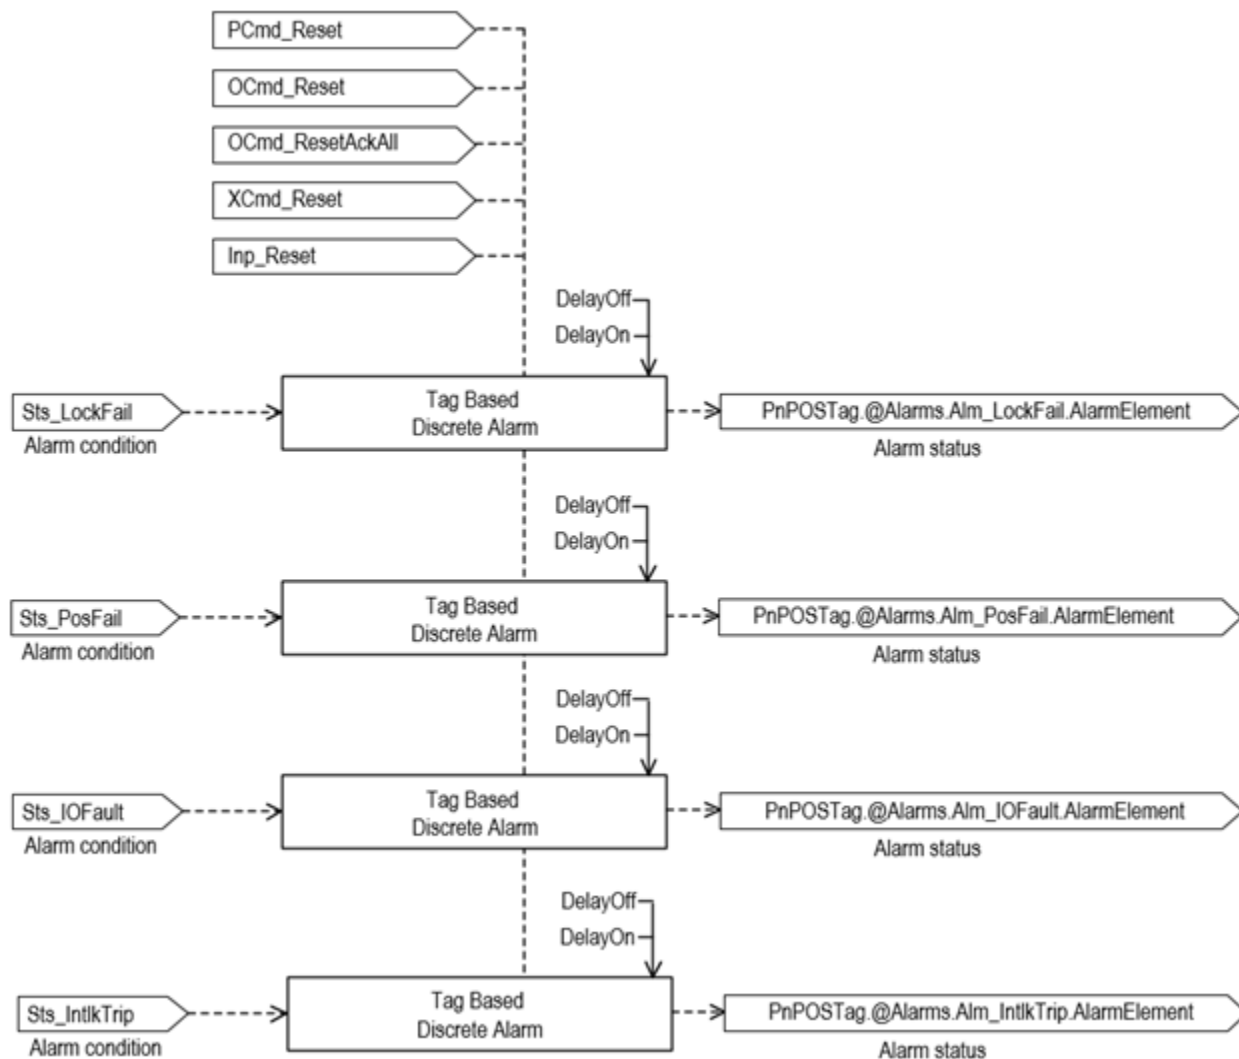 PCmd_Reset
OCmd_Reset
OCmd_ResetAckAll
XCmd_Reset
Inp_Reset
DelayOff
DelayOn
Sts_LockFail
Alarm condition
Tag Based
Discrete Alarm
PnPOSTag.@Alarms.Alm_LockFail.AlarmElement
Alarm status
DelayOff
DelayOn
Sts_PosFail
Alarm condition
Tag Based
Discrete Alarm
PnPOSTag.@Alarms.Alm_PosFail.AlarmElement
Alarm status
DelayOff
DelayOn
Sts_IOFault
Alarm condition
Tag Based
Discrete Alarm
PnPOSTag.@Alarms.Alm_IOFault.AlarmElement
Alarm status
DelayOff
DelayOn
Sts_IntlkTrip
Alarm condition
Tag Based
Discrete Alarm
PnPOSTag.@Alarms.Alm_IntlkTrip.AlarmElement
Alarm status